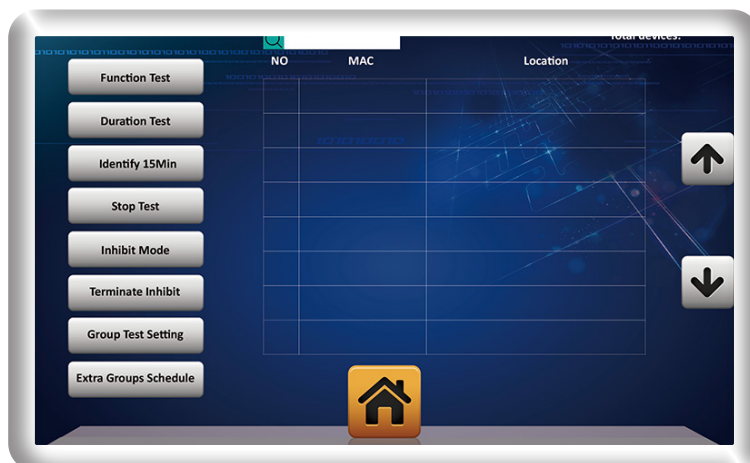 Total devices:
NO MAC Location
Function Test
Duration Test
Identify 15Min
Stop Test
Inhibit Mode
Terminate Inhibit
Group Test Setting
Extra Groups Schedule